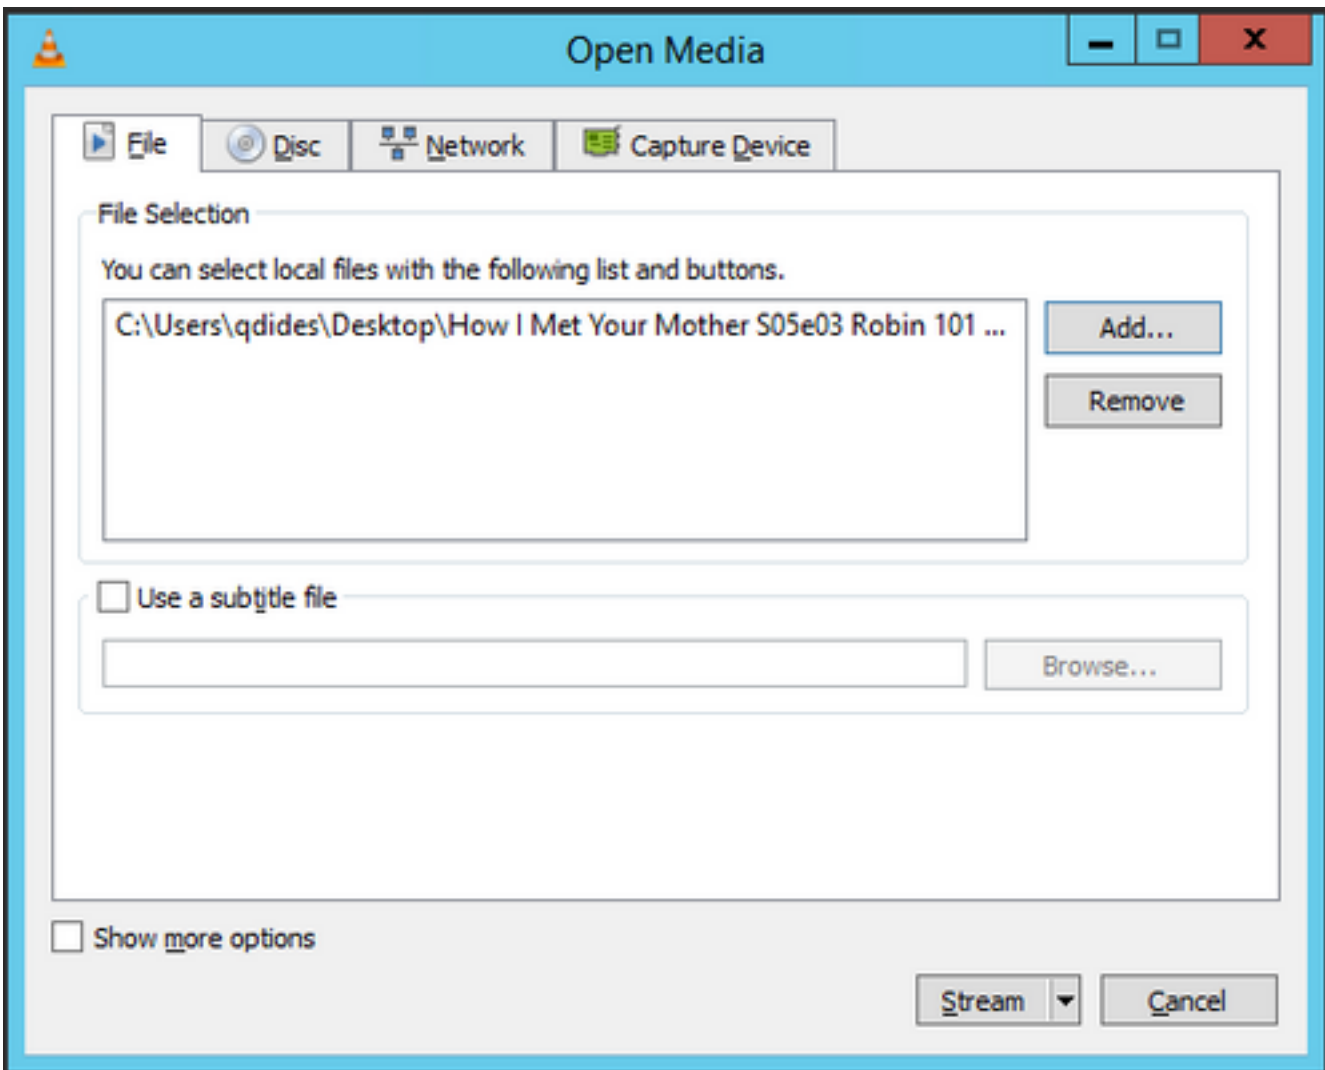 Open Media
File Disc Network Capture Device
File Selection
You can select local files with the following list and buttons.
C:\Users\qdides\Desktop\How I Met Your Mother S05e03 Robin 101 ...
Add...
Remove
Use a subtitle file
Browse...
Show more options
Stream Cancel